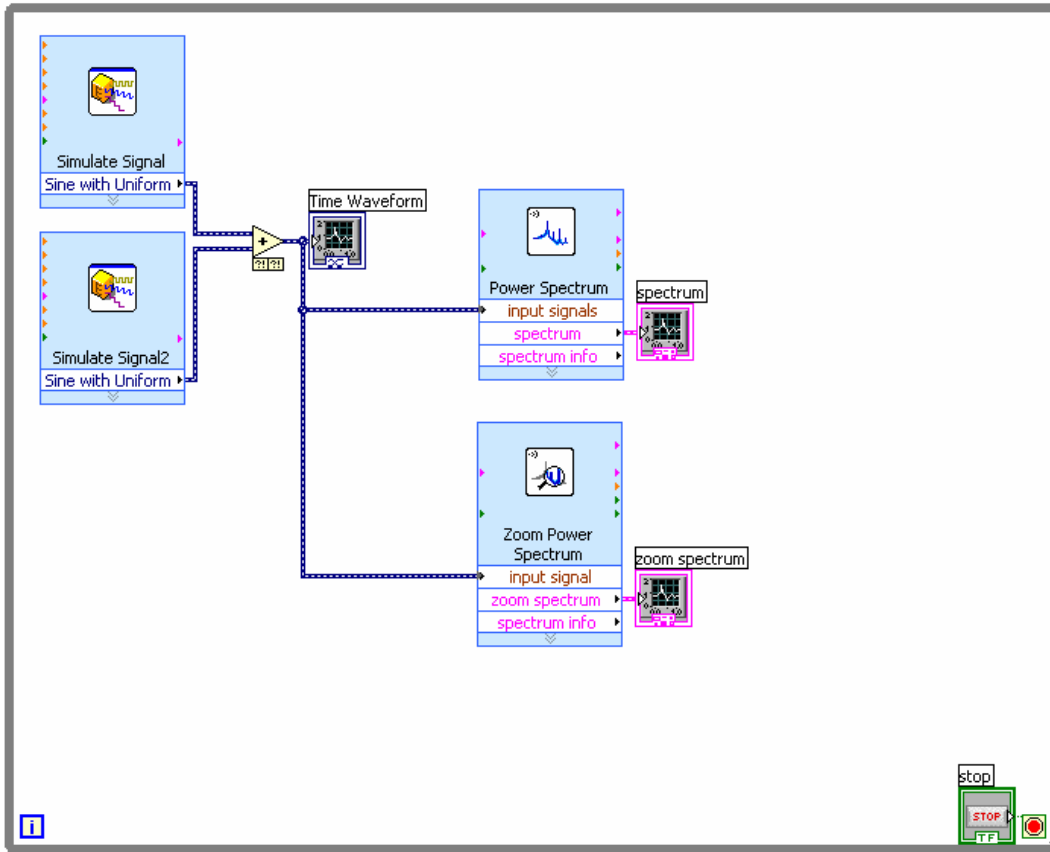 Simulate Signal
Sine with Uniform
Simulate Signal2
Sine with Uniform
?! ?!
Time Waveform
Power Spectrum
input signals
spectrum
spectrum info
spectrum
Zoom Power
Spectrum
input signal
zoom spectrum
spectrum info
zoom spectrum
stop
STOP
TF
i